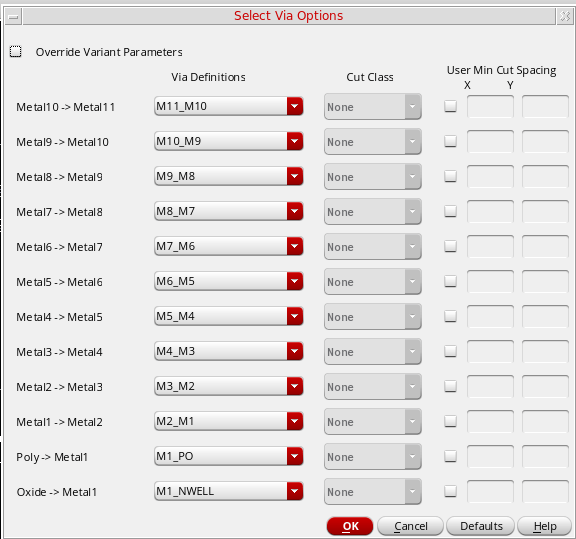 Select Via Options
Override Variant Parameters
Via Definitions Cut Class User Min Cut Spacing
X Y
Metal10 -> Metal11 M11_M10 None
Metal9 -> Metal10 M10_M9 None
Metal8 -> Metal9 M9_M8 None
Metal7 -> Metal8 M8_M7 None
Metal6 -> Metal7 M7_M6 None
Metal5 -> Metal6 M6_M5 None
Metal4 -> Metal5 M5_M4 None
Metal3 -> Metal4 M4_M3 None
Metal2 -> Metal3 M3_M2 None
Metal1 -> Metal2 M2_M1 None
Poly -> Metal1 M1_PO None
Oxide -> Metal1 M1_NWELL None
OK Cancel Defaults Help